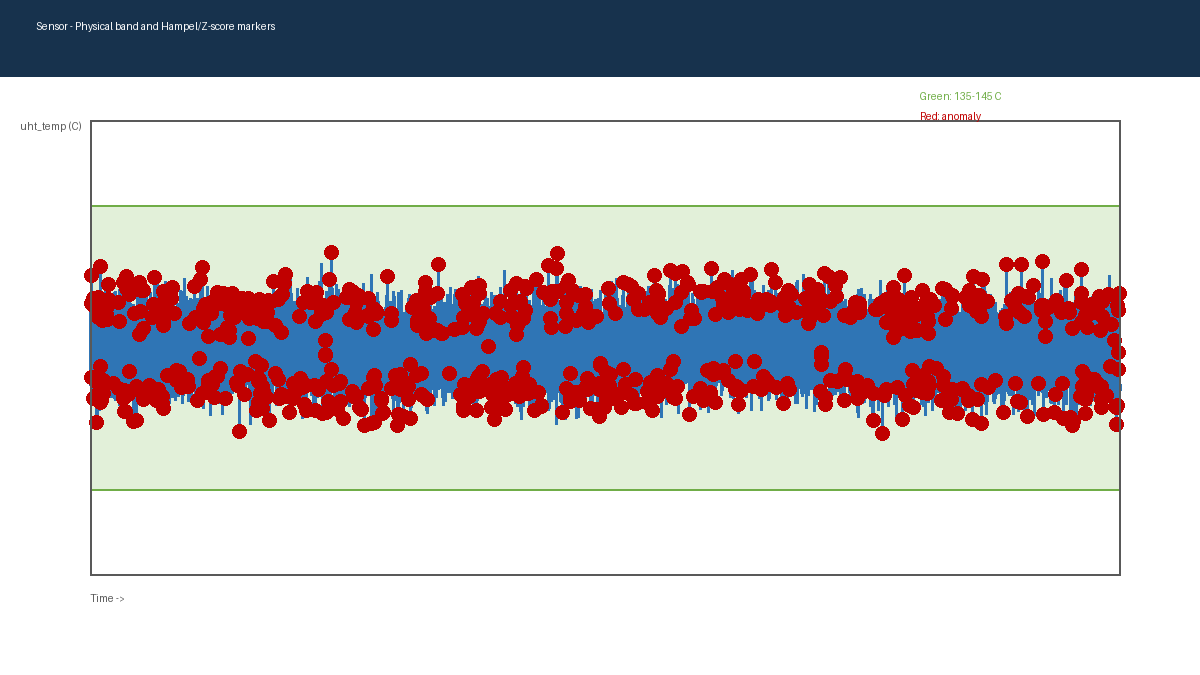 Sensor - Physical band and Hampel/Z-score markers
Green: 135-145 C
Red: anomaly
uht_temp (C)
Time ->